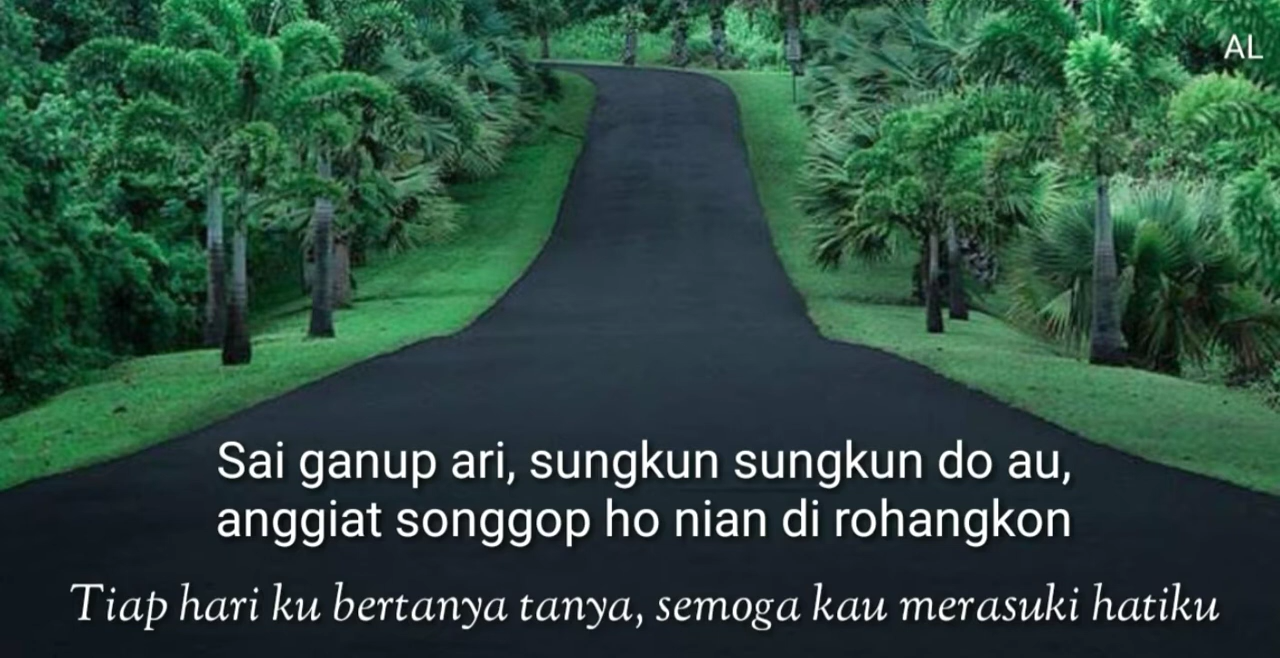 AL
Sai ganup ari, sungkun sungkun do au,
anggiat songgop ho nian di rohangkon
Tiap hari ku bertanya tanya, semoga kau merasuki hatiku